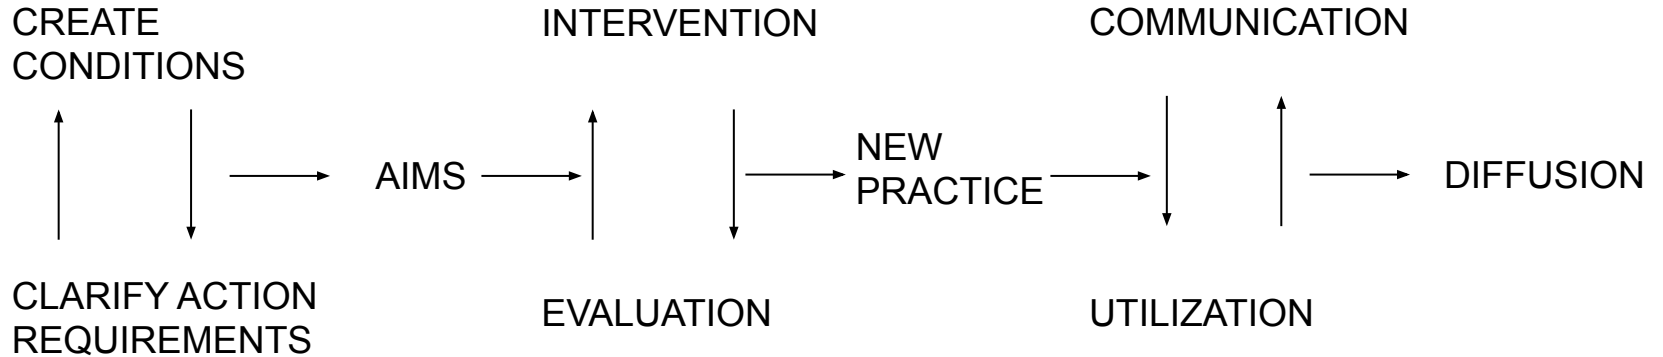 CREATE
CONDITIONS
INTERVENTION
COMMUNICATION
AIMS
NEW
PRACTICE
DIFFUSION
CLARIFY ACTION
REQUIREMENTS
EVALUATION
UTILIZATION